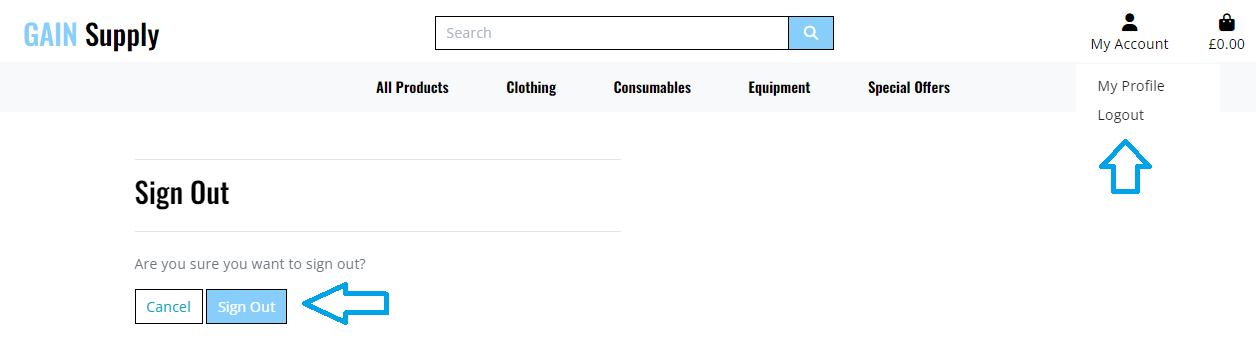 GAIN Supply
Search
My Account
£0.00
All Products Clothing Consumables Equipment Special Offers
My Profile
Logout
Sign Out
Are you sure you want to sign out?
Cancel Sign Out